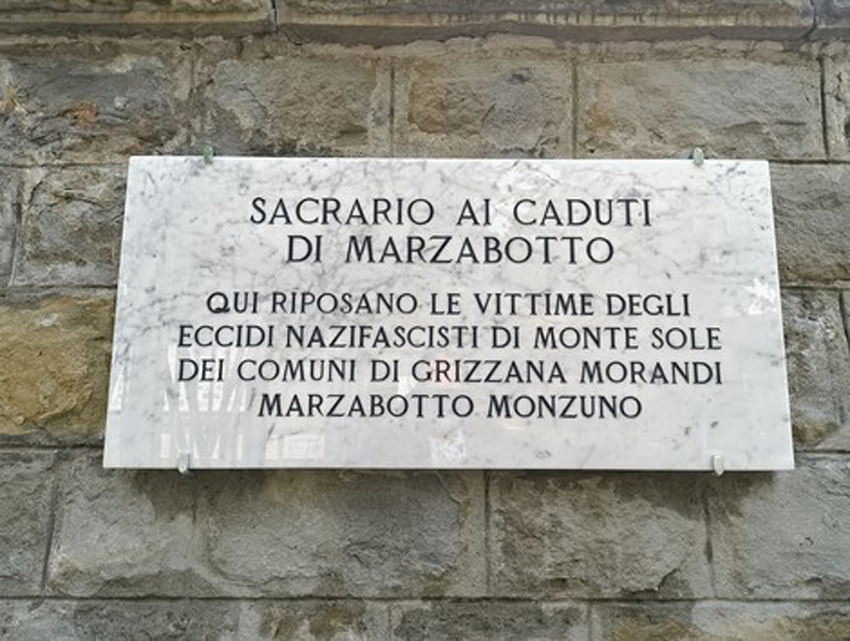 SACRARIO AI CADUTI
DI MARZABOTTO
QUI RIPOSANO LE VITTIME DEGLI
ECCIDI NAZIFASCISTI DI MONTE SOLE
DEI COMUNI DI GRIZZANA MORANDI
MARZABOTTO MONZUNO